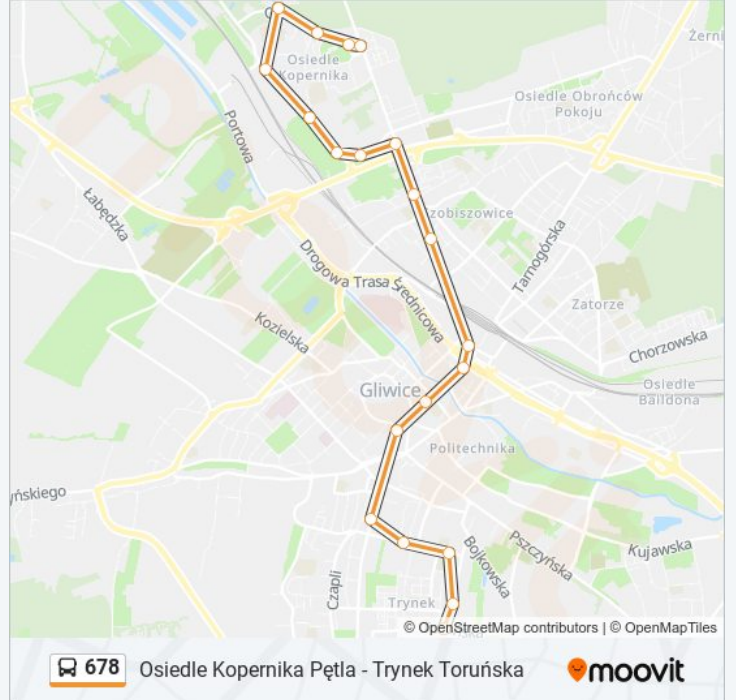 Osiedle
Kopernika
Żerni
Osiedle Obrońców
Pokoju
Portowa
Łabędzka
zobiszowice
Tarnogórska
Drogowa Trasa Średnicowa
Zatorze
Kozielska
Chorzowska
Gliwice
Osiedle
Baildona
Politechnika
yńskiego
Bojkowska
Pszczyńska
Kujawska
Czapli
Trynek
© OpenStreetMap contributors | © OpenMapTiles
678 Osiedle Kopernika Pętla - Trynek Toruńska
moovit